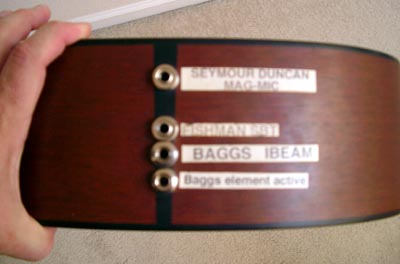 SEYMOUR DUNCAN
MAG-MIC
FISHMAN SBT
BAGGS IBEAM
Baggs element active